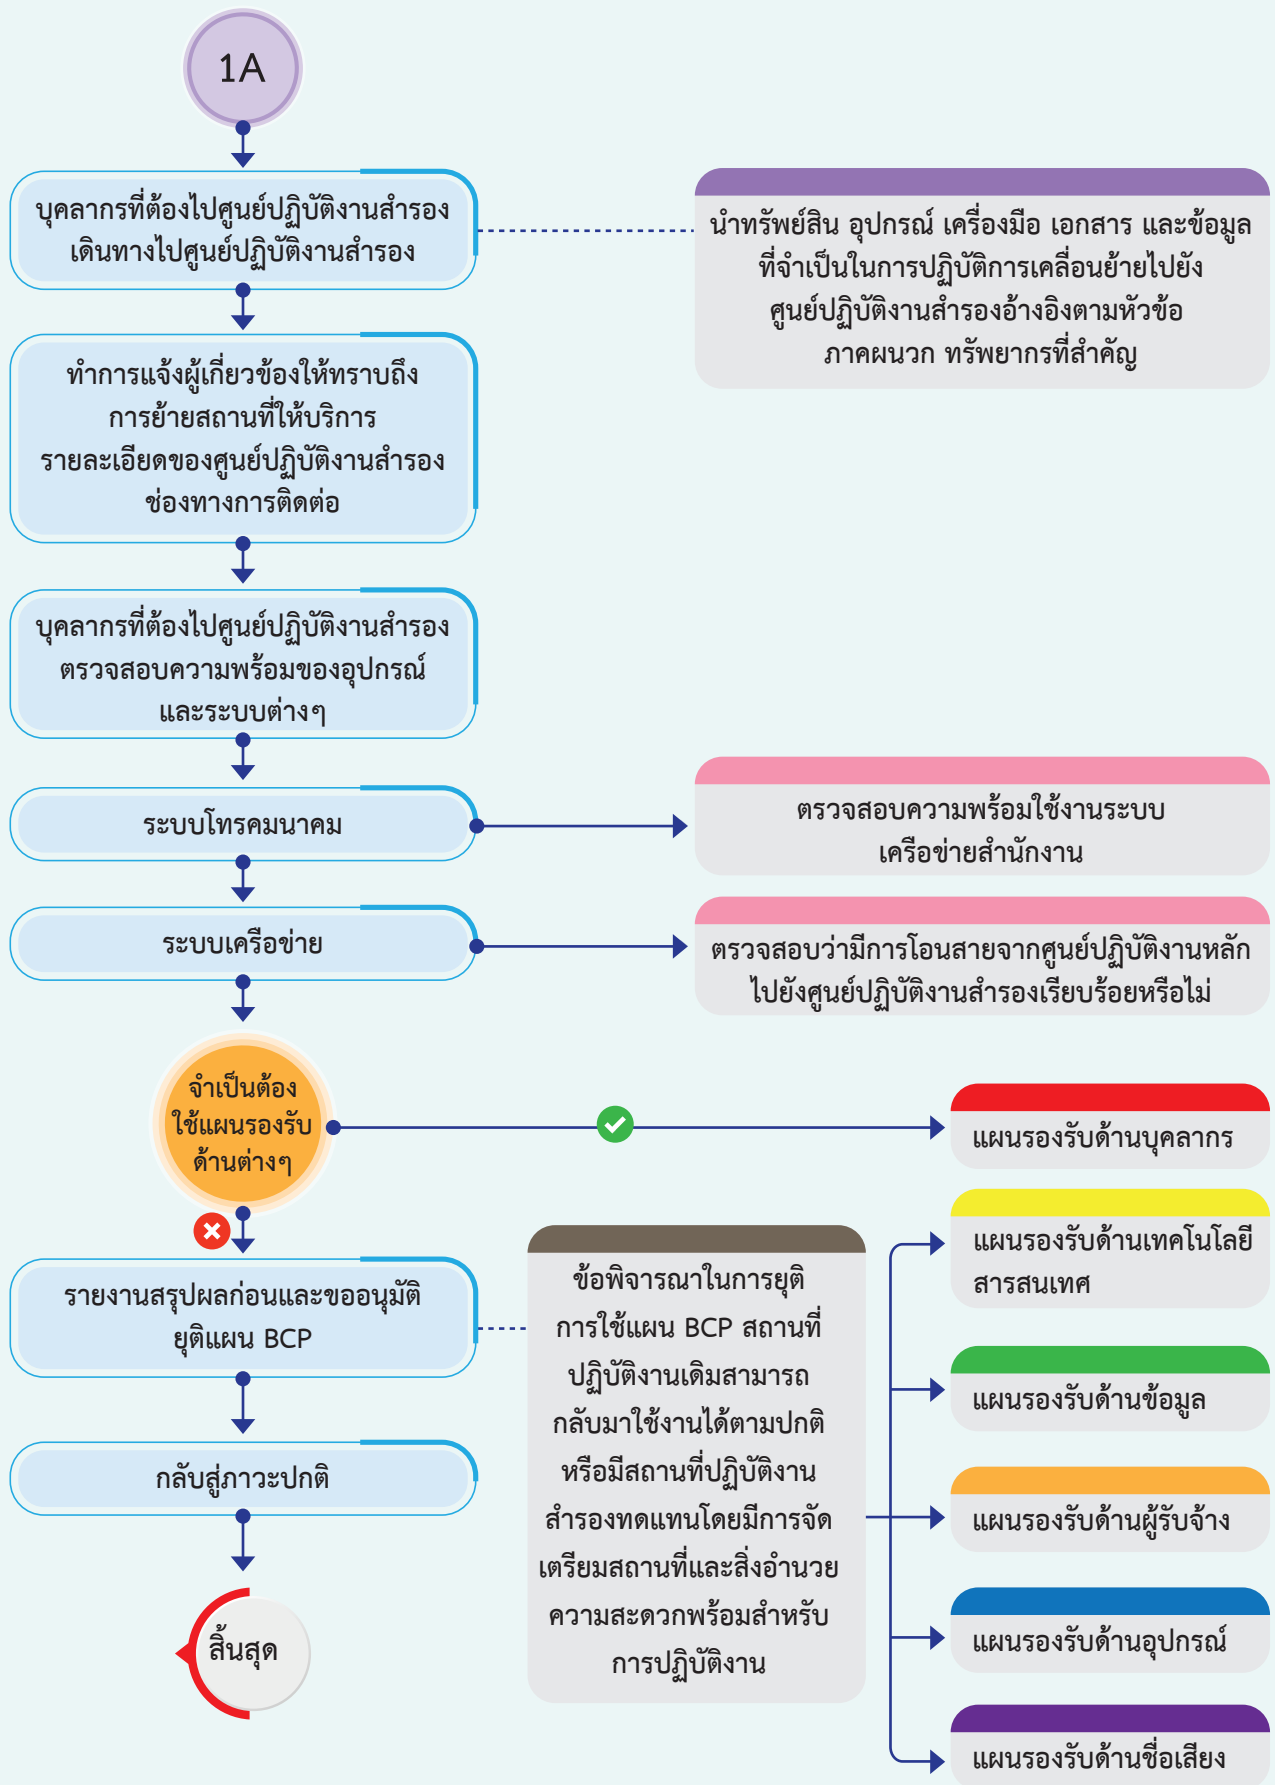 1A
บุคลากรที่ต้องไปศูนย์ปฏิบัติงานสำรอง
เดินทางไปศูนย์ปฏิบัติงานสำรอง
นำทรัพย์สิน อุปกรณ์ เครื่องมือ เอกสาร และข้อมูล
ที่จำเป็นในการปฏิบัติการเคลื่อนย้ายไปยัง
ศูนย์ปฏิบัติงานสำรองอ้างอิงตามหัวข้อ
ภาคผนวก ทรัพยากรที่สำคัญ
ทำการแจ้งผู้เกี่ยวข้องให้ทราบถึง
การย้ายสถานที่ให้บริการ
รายละเอียดของศูนย์ปฏิบัติงานสำรอง
ช่องทางการติดต่อ
บุคลากรที่ต้องไปศูนย์ปฏิบัติงานสำรอง
ตรวจสอบความพร้อมของอุปกรณ์
และระบบต่างๆ
ระบบโทรคมนาคม
ตรวจสอบความพร้อมใช้งานระบบ
เครือข่ายสำนักงาน
ระบบเครือข่าย
ตรวจสอบว่ามีการโอนสายจากศูนย์ปฏิบัติงานหลัก
ไปยังศูนย์ปฏิบัติงานสำรองเรียบร้อยหรือไม่
จำเป็นต้อง
ใช้แผนรองรับ
ด้านต่างๆ
แผนรองรับด้านบุคลากร
แผนรองรับด้านเทคโนโลยี
สารสนเทศ
แผนรองรับด้านข้อมูล
แผนรองรับด้านผู้รับจ้าง
แผนรองรับด้านอุปกรณ์
แผนรองรับด้านชื่อเสียง
รายงานสรุปผลก่อนและขออนุมัติ
ยุติแผน BCP
ข้อพิจารณาในการยุติ
การใช้แผน BCP สถานที่
ปฏิบัติงานเดิมสามารถ
กลับมาใช้งานได้ตามปกติ
หรือมีสถานที่ปฏิบัติงาน
สำรองทดแทนโดยมีการจัด
เตรียมสถานที่และสิ่งอำนวย
ความสะดวกพร้อมสำหรับ
การปฏิบัติงาน
กลับสู่ภาวะปกติ
สิ้นสุด